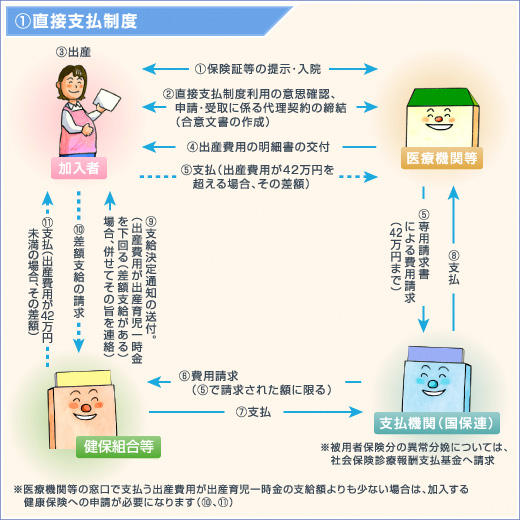 ①直接支払制度
③出産
①保険証等の提示・入院
②直接支払制度利用の意思確認、
申請・受取に係る代理契約の締結
(合意文書の作成)
④出産費用の明細書の交付
⑤支払(出産費用が42万円を
超える場合、その差額)
加入者
医療機関等
⑪支払(出産費用が42万円
未満の場合、その差額)
⑩差額支給の請求
⑨支給決定通知の送付。
(出産費用が出産育児一時金
を下回る(差額支給がある)
場合、併せてその旨を連絡)
⑤専用請求書
による費用請求
(42万円まで)
⑧支払
⑥費用請求
(⑤で請求された額に限る)
⑦支払
健保組合等
支払機関(国保連)
※被用者保険分の異常分娩については、
社会保険診療報酬支払基金へ請求
※医療機関等の窓口で支払う出産費用が出産育児一時金の支給額よりも少ない場合は、加入する
健康保険への申請が必要になります(⑩、⑪)